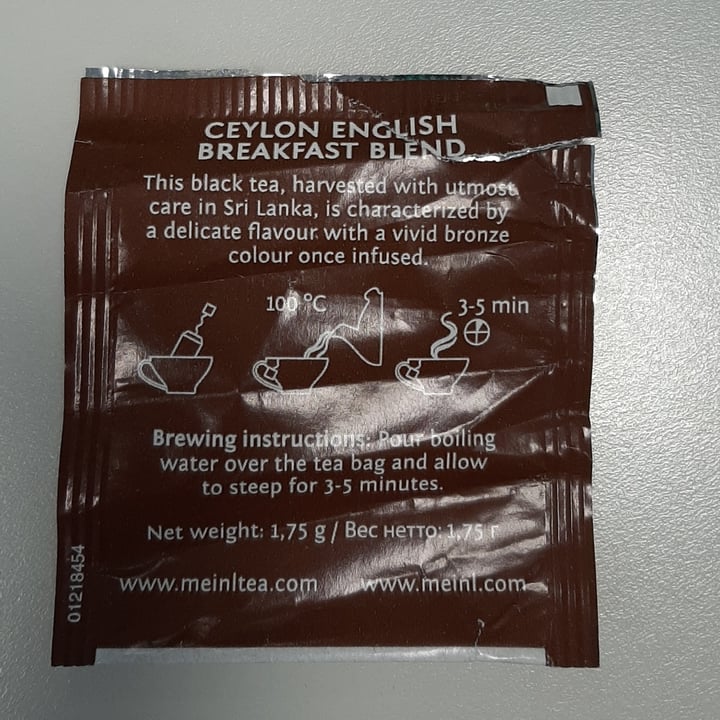 CEYLON ENGLISH
BREAKFAST BLEND
This black tea, harvested with utmost
care in Sri Lanka, is characterized by
a delicate flavour with a vivid bronze
colour once infused.
100 °C
3-5 min
Brewing instructions: Pour boiling
water over the tea bag and allow
to steep for 3-5 minutes.
Net weight: 1,75 g / Вес нетто: 1,75 г
www.meinltea.com www.meinl.com
01218454